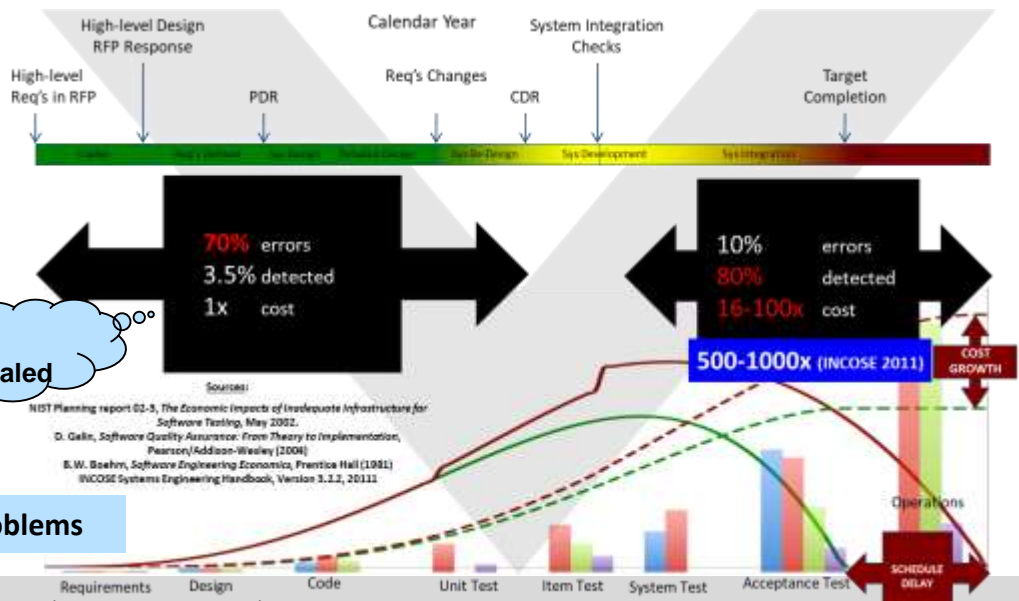 High-level Design
RFP Response
Calendar Year
System Integration
Checks
High-level
Req's in RFP
PDR
Req's Changes
CDR
Target
Completion
Sys Development
Sys Integration
70% errors
3.5% detected
1x cost
10% errors
80% detected
16-100x cost
500-1000x (INCOSE 2011)
COST
GROWTH
aled
Sources:
NIST Planning report 02-3, The Economic Impacts of Inadequate Infrastructure for
Software Testing, May 2002.
D. Galin, Software Quality Assurance: From Theory to Implementation,
Pearson/Addison-Wesley (2004)
B.W. Boehm, Software Engineering Economics, Prentice Hall (1981)
INCOSE Systems Engineering Handbook, Version 3.2.2, 20111
oblems
Operations
SCHEDULE
DELAY
Requirements
Design
Code
Unit Test
Item Test
System Test
Acceptance Test